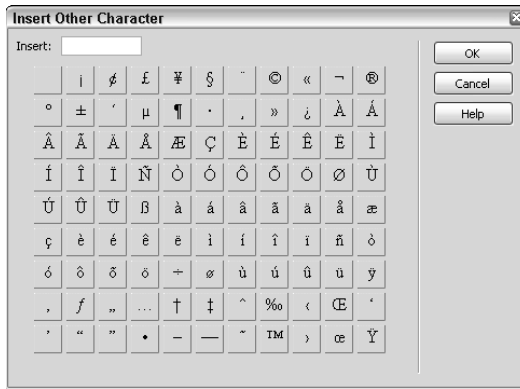 Insert Other Character
Insert:
OK
Cancel
Help
¡ ¢ £ ¥ § ¨ © « ¬ ®
° ± ´ µ ¶ · ¸ » ¿ À Á
Â Ã Ä Å Æ Ç È É Ê Ë Ì
Í Î Ï Ñ Ò Ó Ô Õ Ö Ø Ù
Ú Û Ü ß à á â ã ä å æ
ç è é ê ë ì í î ï ñ ò
ó ô õ ö ÷ ø ù ú û ü ÿ
‚ ƒ „ … † ‡ ˆ ‰ ‹ Œ ‘
’ “ ” • – — ˜ ™ › œ Ÿ